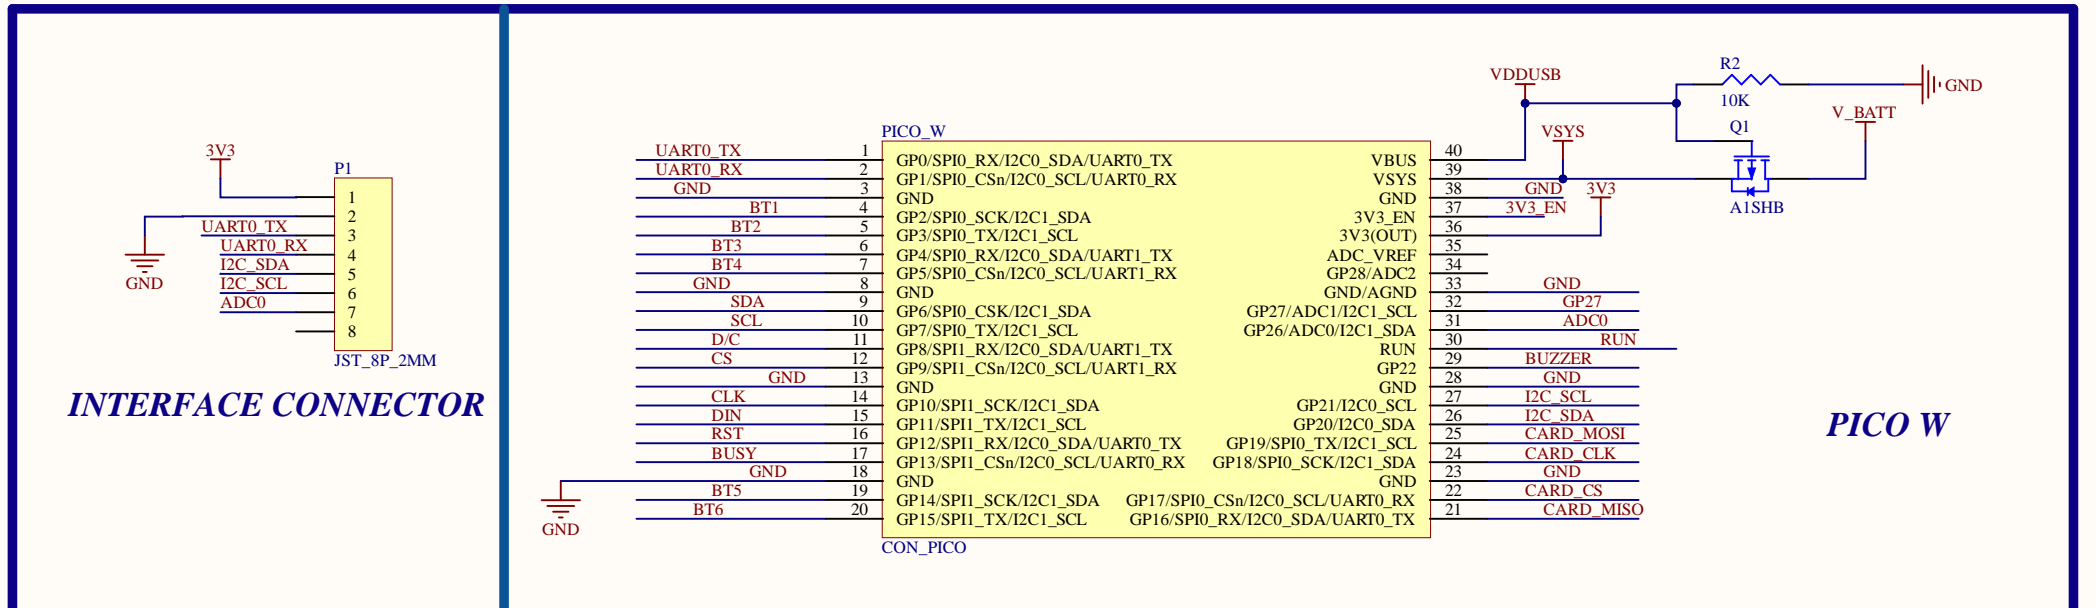 3V3
P1
1
2
UART0_TX
3
UART0_RX
4
I2C_SDA
5
I2C_SCL
6
ADC0
7
8
GND
JST_8P_2MM
INTERFACE CONNECTOR
PICO_W
UART0_TX 1 GP0/SPI0_RX/I2C0_SDA/UART0_TX
UART0_RX 2 GP1/SPI0_CSn/I2C0_SCL/UART0_RX
GND 3 GND
BT1 4 GP2/SPI0_SCK/I2C1_SDA
BT2 5 GP3/SPI0_TX/I2C1_SCL
BT3 6 GP4/SPI0_RX/I2C0_SDA/UART1_TX
BT4 7 GP5/SPI0_CSn/I2C0_SCL/UART1_RX
GND 8 GND
SDA 9 GP6/SPI0_CSK/I2C1_SDA
SCL 10 GP7/SPI0_TX/I2C1_SCL
D/C 11 GP8/SPI1_RX/I2C0_SDA/UART1_TX
CS 12 GP9/SPI1_CSn/I2C0_SCL/UART1_RX
GND 13 GND
CLK 14 GP10/SPI1_SCK/I2C1_SDA
DIN 15 GP11/SPI1_TX/I2C1_SCL
RST 16 GP12/SPI1_RX/I2C0_SDA/UART0_TX
BUSY 17 GP13/SPI1_CSn/I2C0_SCL/UART0_RX
GND 18 GND
BT5 19 GP14/SPI1_SCK/I2C1_SDA
BT6 20 GP15/SPI1_TX/I2C1_SCL
GND
CON_PICO
VBUS 40
VSYS 39
GND 38 GND
3V3_EN 37 3V3_EN
3V3(OUT) 36
ADC_VREF 35
GP28/ADC2 34
GND/AGND 33 GND
GP27/ADC1/I2C1_SCL 32 GP27
GP26/ADC0/I2C1_SDA 31 ADC0
RUN 30 RUN
GP22 29 BUZZER
GND 28 GND
GP21/I2C0_SCL 27 I2C_SCL
GP20/I2C0_SDA 26 I2C_SDA
GP19/SPI0_TX/I2C1_SCL 25 CARD_MOSI
GP18/SPI0_SCK/I2C1_SDA 24 CARD_CLK
GND 23 GND
GP17/SPI0_CSn/I2C0_SCL/UART0_RX 22 CARD_CS
GP16/SPI0_RX/I2C0_SDA/UART0_TX 21 CARD_MISO
VDDUSB
VSYS
3V3
R2
10K
GND
V_BATT
Q1
A1SHB
PICO W